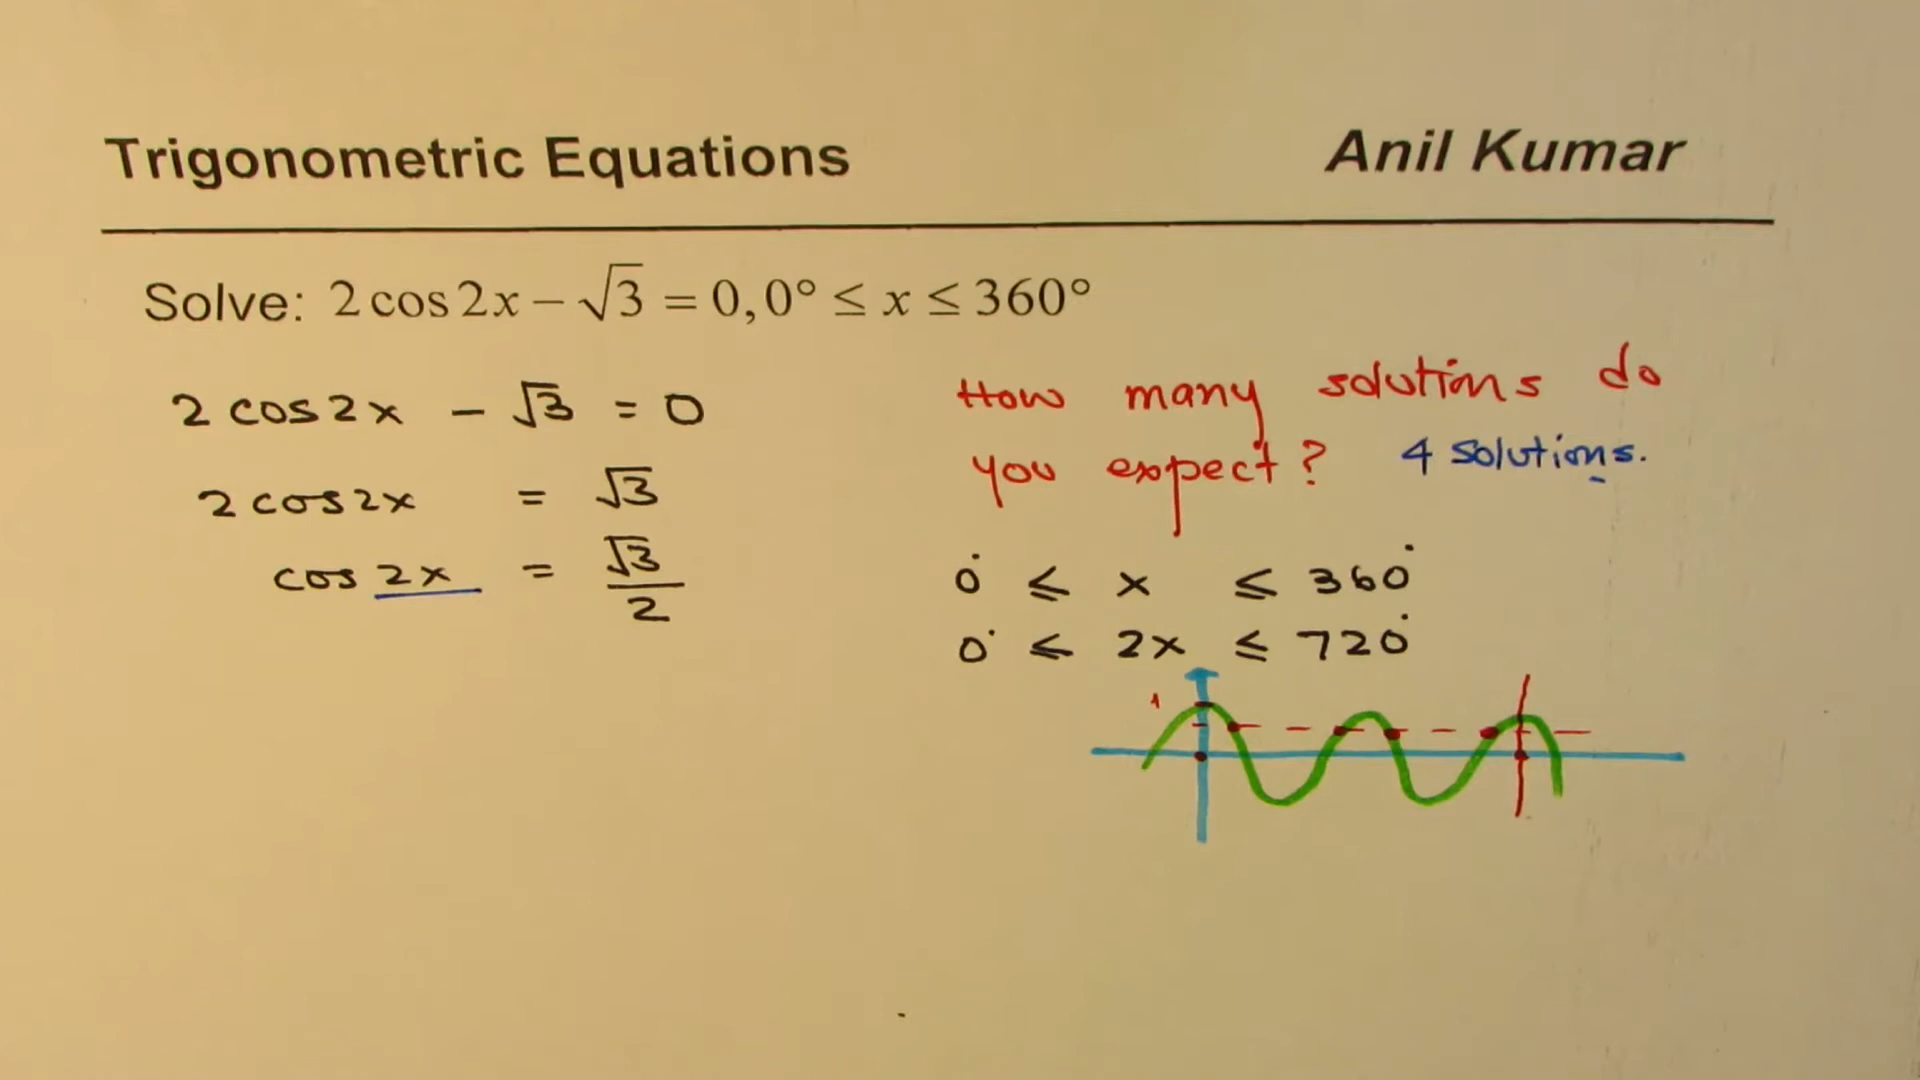 Trigonometric Equations Anil Kumar
Solve: 2 cos 2x − √3 = 0, 0° ≤ x ≤ 360°
2 cos 2x − √3 = 0
2 cos 2x = √3
cos 2x = √3/2
How many solutions do
you expect? 4 solutions.
0° ≤ x ≤ 360°
0° ≤ 2x ≤ 720°
1